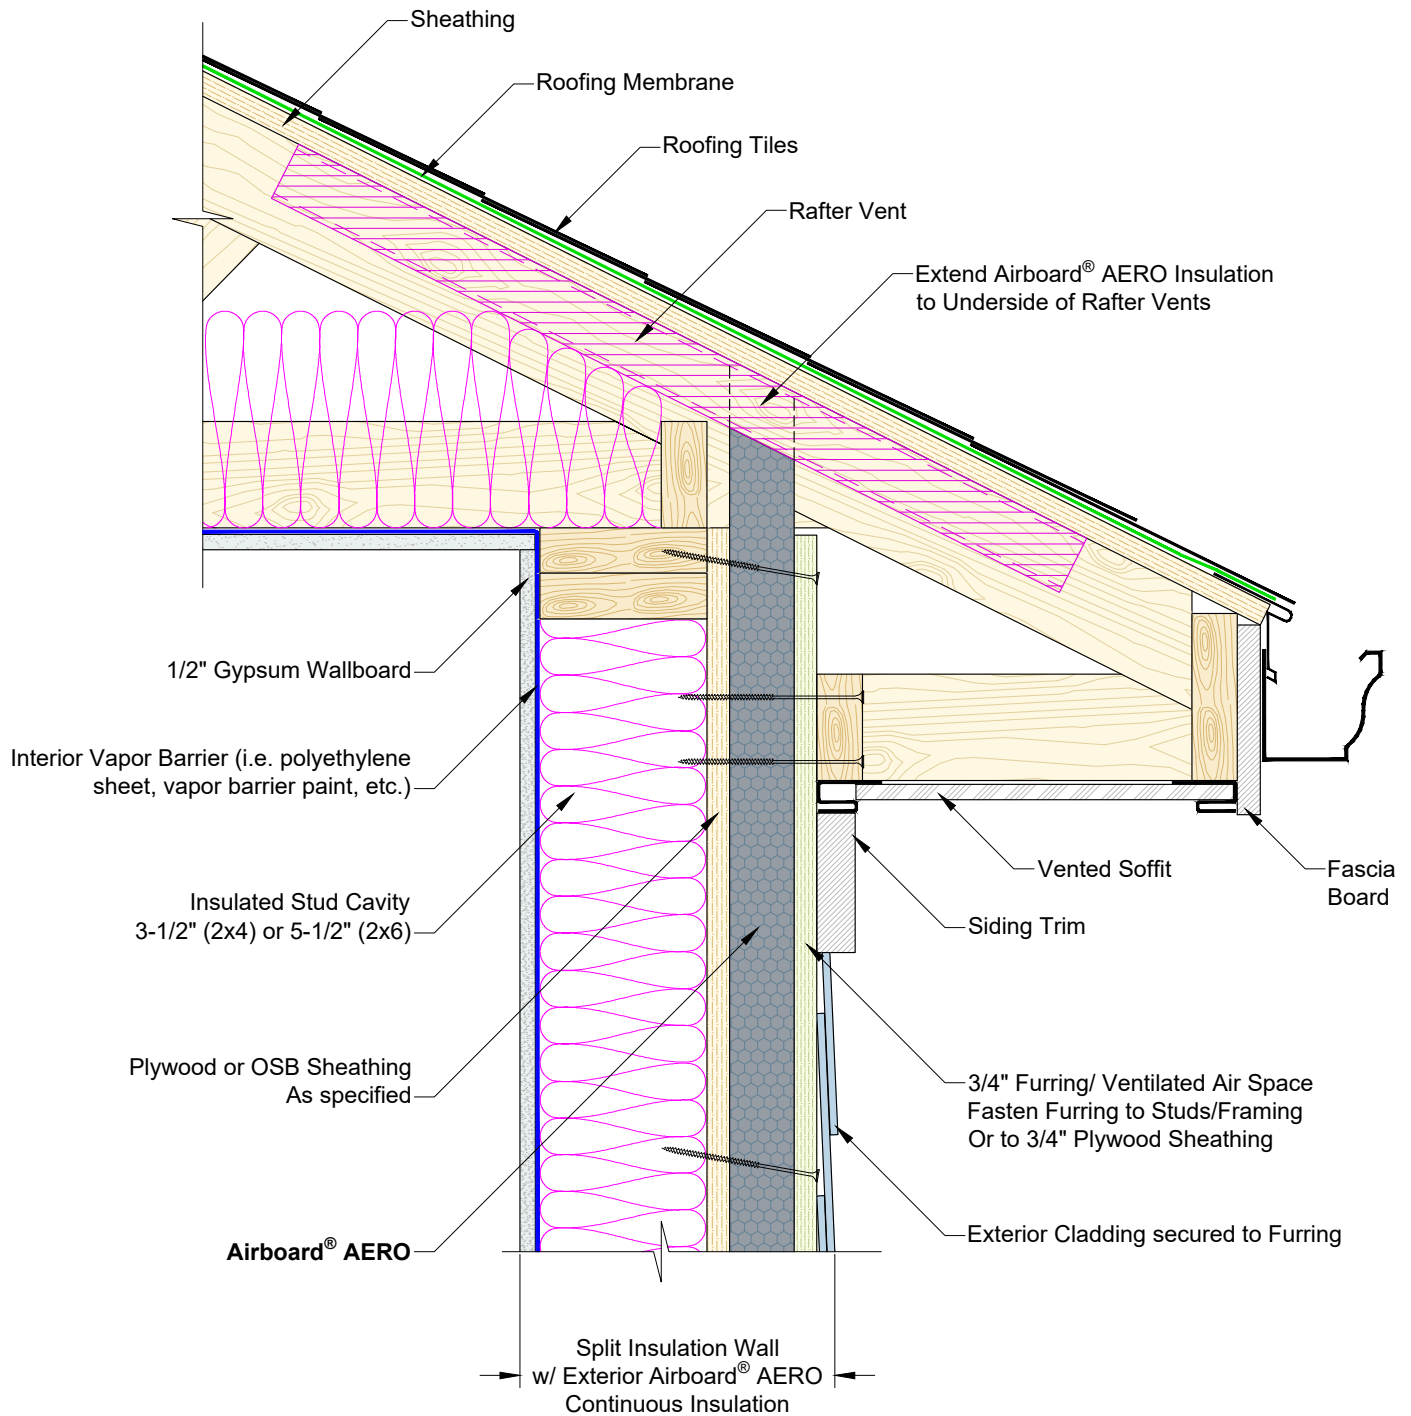 Sheathing
Roofing Membrane
Roofing Tiles
Rafter Vent
Extend Airboard® AERO Insulation
to Underside of Rafter Vents
1/2" Gypsum Wallboard
Interior Vapor Barrier (i.e. polyethylene
sheet, vapor barrier paint, etc.)
Insulated Stud Cavity
3-1/2" (2x4) or 5-1/2" (2x6)
Plywood or OSB Sheathing
As specified
Airboard® AERO
Vented Soffit
Fascia
Board
Siding Trim
3/4" Furring/ Ventilated Air Space
Fasten Furring to Studs/Framing
Or to 3/4" Plywood Sheathing
Exterior Cladding secured to Furring
Split Insulation Wall
w/ Exterior Airboard® AERO
Continuous Insulation